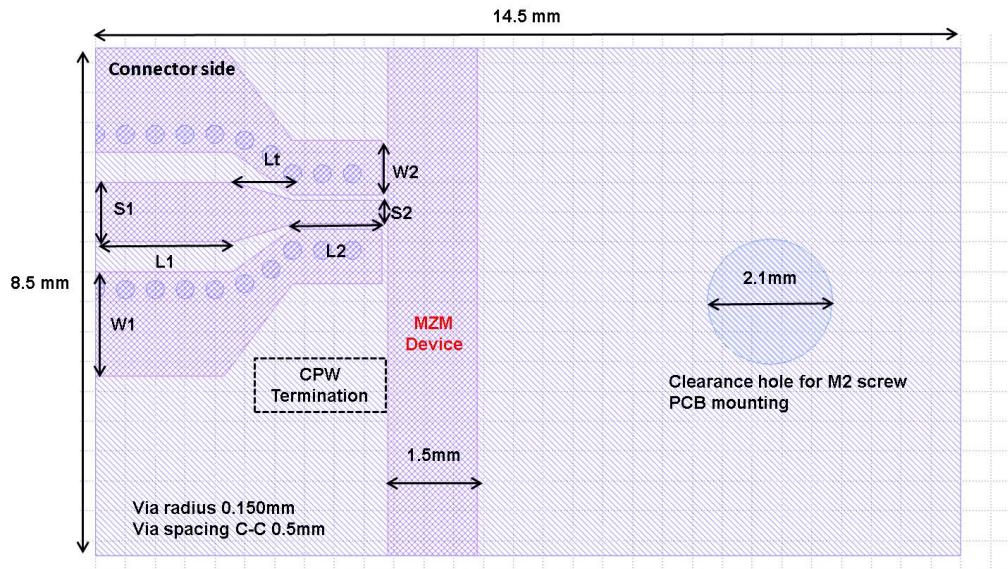 14.5 mm
Connector side
Lt
W2
S1
S2
L1
L2
8.5 mm
W1
2.1mm
MZM
Device
CPW
Termination
Clearance hole for M2 screw
PCB mounting
1.5mm
Via radius 0.150mm
Via spacing C-C 0.5mm